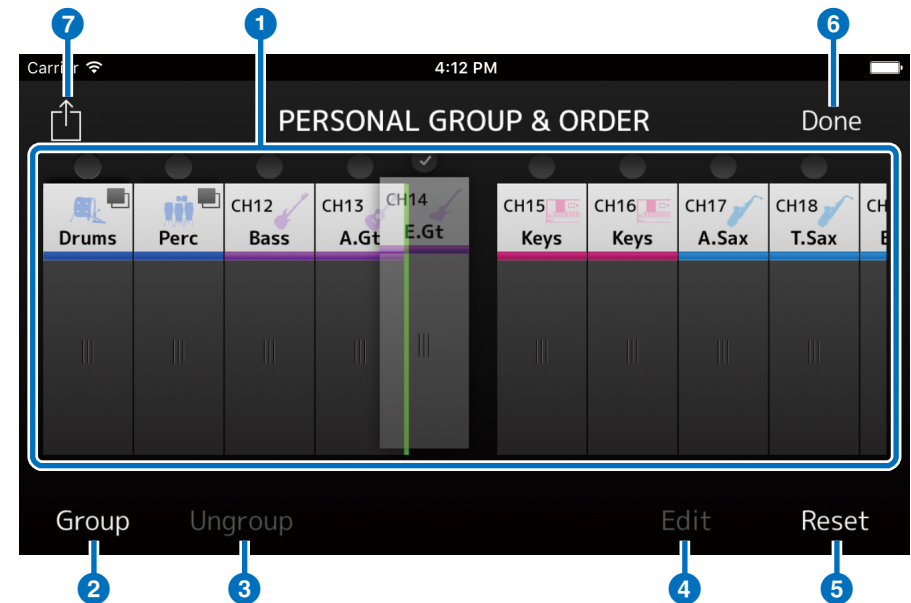 7 1 6
Carrier 4:12 PM
PERSONAL GROUP & ORDER Done
CH12 CH13 CH14 CH15 CH16 CH17 CH18 CH
Drums Perc Bass A.Gt E.Gt Keys Keys A.Sax T.Sax
Group Ungroup Edit Reset
2 3 4 5